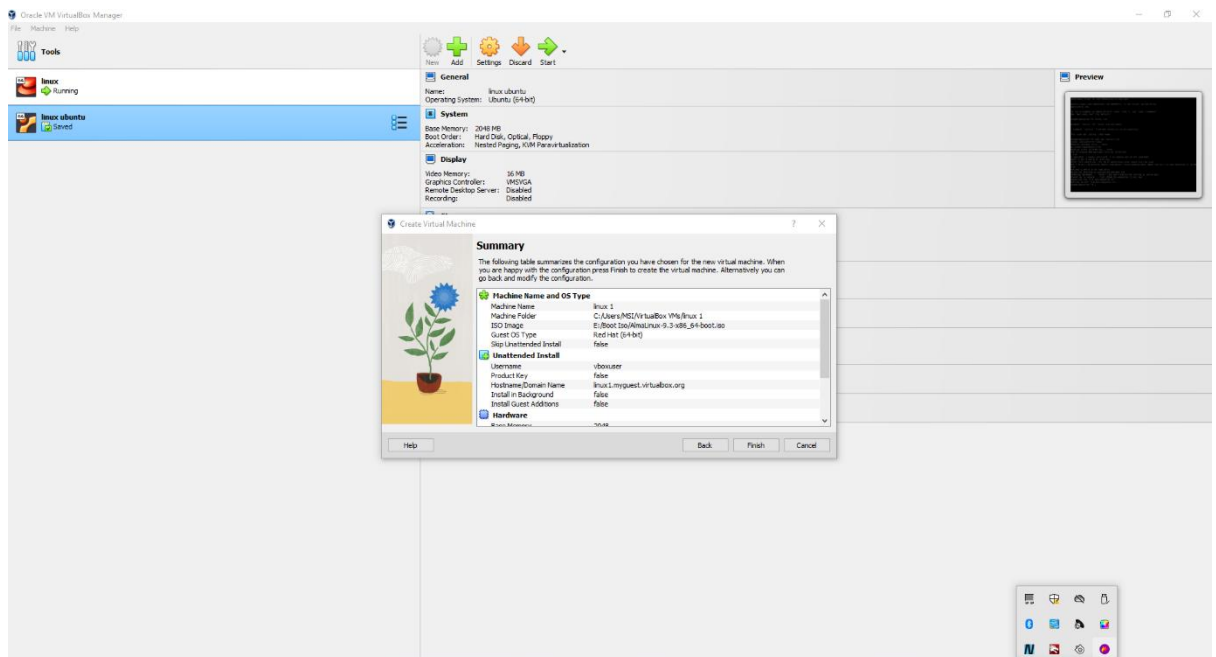 Oracle VM VirtualBox Manager
File Machine Help
Tools
linux
Running
linux ubuntu
Saved
New Add Settings Discard Start
General
Name: linux ubuntu
Operating System: Ubuntu (64-bit)
System
Base Memory: 2048 MB
Boot Order: Hard Disk, Optical, Floppy
Acceleration: Nested Paging, KVM Paravirtualization
Display
Video Memory: 16 MB
Graphics Controller: VMSVGA
Remote Desktop Server: Disabled
Recording: Disabled
Preview
Create Virtual Machine
Summary
The following table summarizes the configuration you have chosen for the new virtual machine. When
you are happy with the configuration press Finish to create the virtual machine. Alternatively you can
go back and modify the configuration.
Machine Name and OS Type
Machine Name linux 1
Machine Folder C:/Users/MSI/VirtualBox VMs/linux 1
ISO Image E:/Boot Iso/AlmaLinux-9.3-x86_64-boot.iso
Guest OS Type Red Hat (64-bit)
Skip Unattended Install false
Unattended Install
Username vboxuser
Product Key false
Hostname/Domain Name linux1.myguest.virtualbox.org
Install in Background false
Install Guest Additions false
Hardware
Base Memory 2048
Help Back Finish Cancel